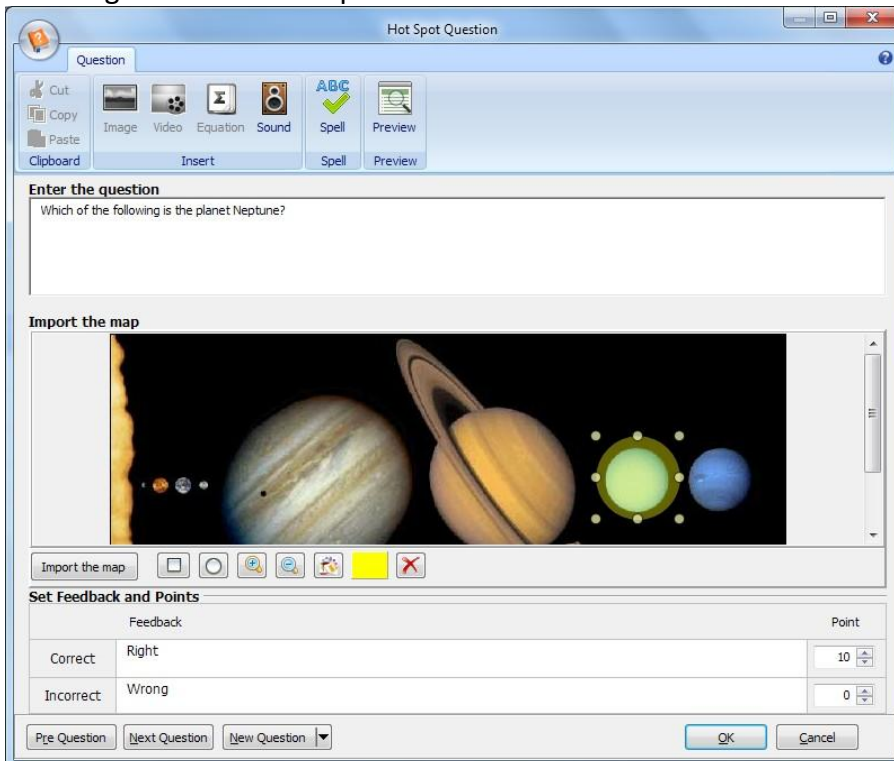 Hot Spot Question
Question
Cut
Copy
Paste
Clipboard
Image Video Equation Sound
Insert
ABC
Spell
Spell
Preview
Preview
Enter the question
Which of the following is the planet Neptune?
Import the map
Import the map
Set Feedback and Points
Feedback Point
Correct Right 10
Incorrect Wrong 0
Pre Question Next Question New Question OK Cancel